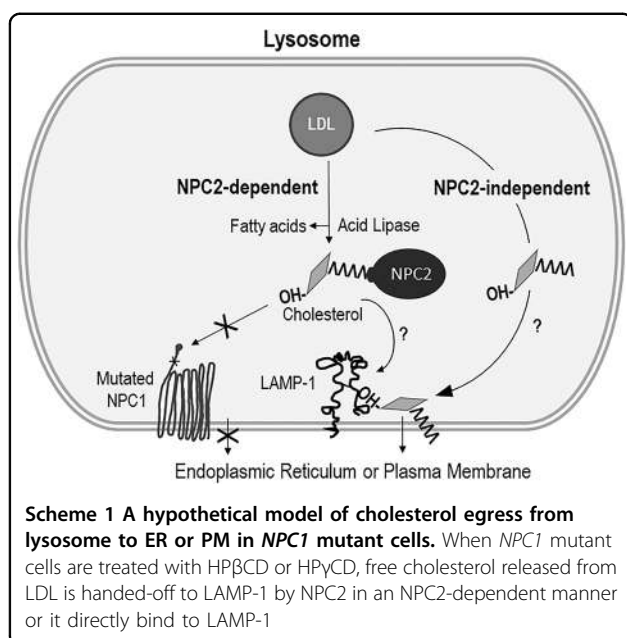 Lysosome
LDL
NPC2-dependent
NPC2-independent
Fatty acids
Acid Lipase
NPC2
OH-
Cholesterol
OH-
?
?
Mutated
NPC1
LAMP-1
OH
Endoplasmic Reticulum or Plasma Membrane
Scheme 1 A hypothetical model of cholesterol egress from
lysosome to ER or PM in NPC1 mutant cells. When NPC1 mutant
cells are treated with HPβCD or HPγCD, free cholesterol released from
LDL is handed-off to LAMP-1 by NPC2 in an NPC2-dependent manner
or it directly bind to LAMP-1